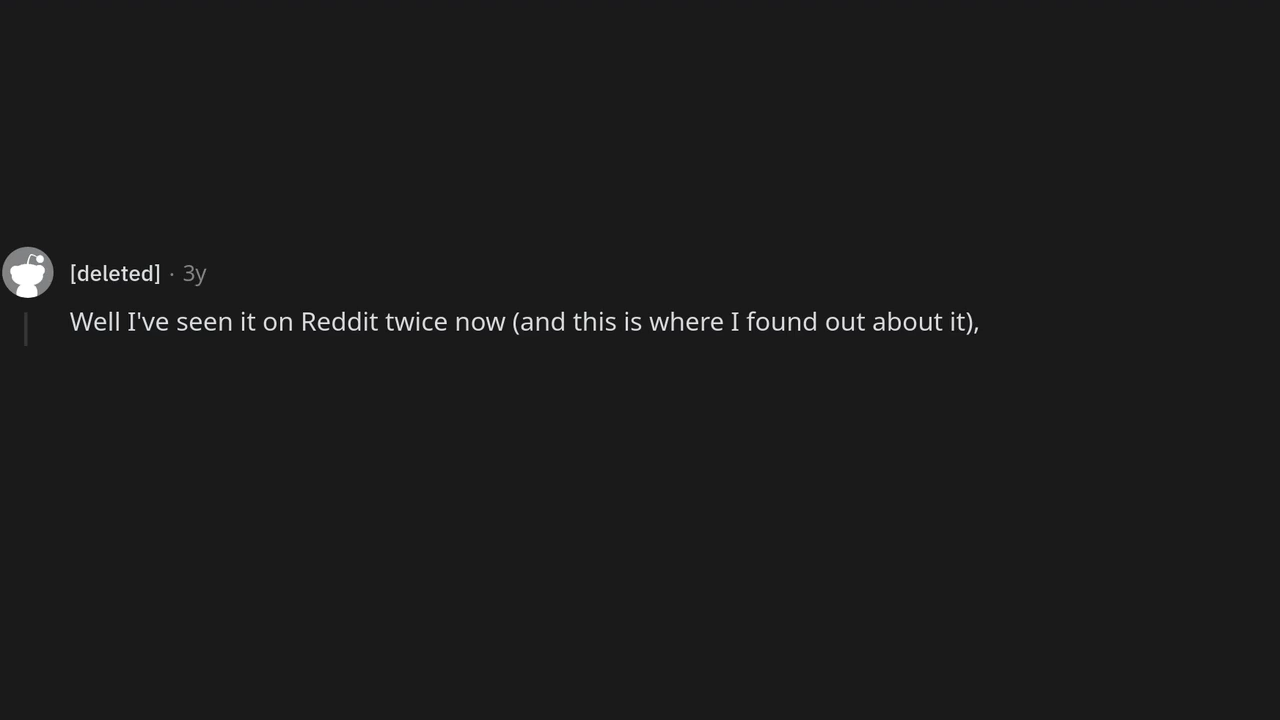 [deleted] · 3y
Well I've seen it on Reddit twice now (and this is where I found out about it),